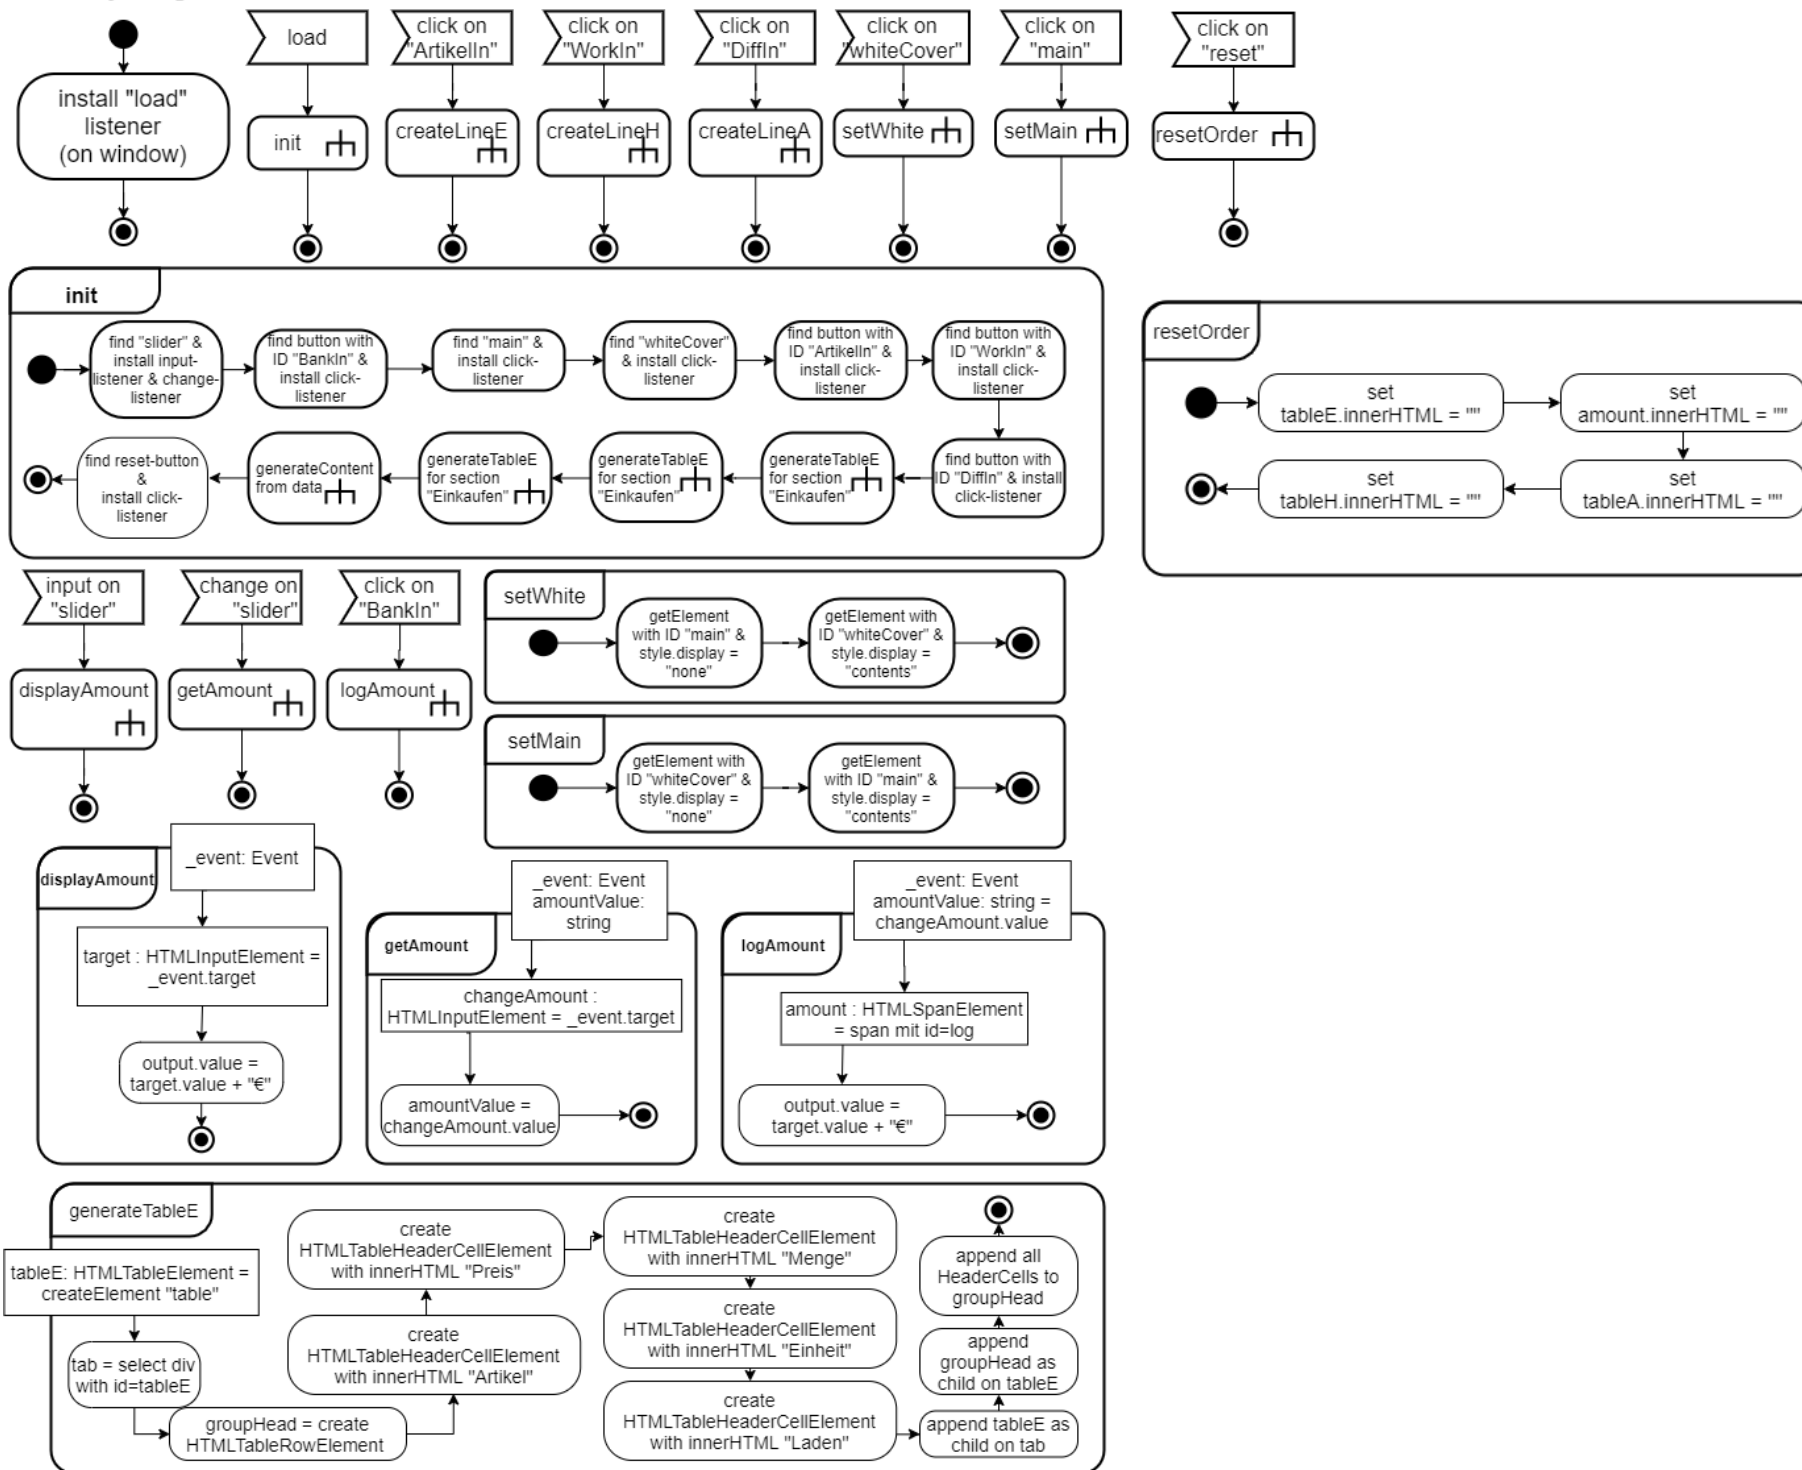 install "load"
listener
(on window)
load
init
click on
"ArtikelIn"
createLineE
click on
"WorkIn"
createLineH
click on
"DiffIn"
createLineA
click on
"whiteCover"
setWhite
click on
"main"
setMain
click on
"reset"
resetOrder
init
find "slider" &
install input-
listener & change-
listener
find button with
ID "BankIn" &
install click-
listener
find "main" &
install click-
listener
find "whiteCover"
& install click-
listener
find button with
ID "ArtikelIn" &
install click-
listener
find button with
ID "WorkIn" &
install click-
listener
find button with
ID "DiffIn" & install
click-listener
generateTableE
for section
"Einkaufen"
generateTableE
for section
"Einkaufen"
generateTableE
for section
"Einkaufen"
generateContent
from data
find reset-button
&
install click-
listener
resetOrder
set
tableE.innerHTML = ""
set
amount.innerHTML = ""
set
tableA.innerHTML = ""
set
tableH.innerHTML = ""
input on
"slider"
displayAmount
change on
"slider"
getAmount
click on
"BankIn"
logAmount
setWhite
getElement
with ID "main" &
style.display =
"none"
getElement with
ID "whiteCover" &
style.display =
"contents"
setMain
getElement with
ID "whiteCover" &
style.display =
"none"
getElement
with ID "main" &
style.display =
"contents"
displayAmount
_event: Event
target : HTMLInputElement =
_event.target
output.value =
target.value + "€"
getAmount
_event: Event
amountValue:
string
changeAmount :
HTMLInputElement = _event.target
amountValue =
changeAmount.value
logAmount
_event: Event
amountValue: string =
changeAmount.value
amount : HTMLSpanElement
= span mit id=log
output.value =
target.value + "€"
generateTableE
tableE: HTMLTableElement =
createElement "table"
tab = select div
with id=tableE
groupHead = create
HTMLTableRowElement
create
HTMLTableHeaderCellElement
with innerHTML "Artikel"
create
HTMLTableHeaderCellElement
with innerHTML "Preis"
create
HTMLTableHeaderCellElement
with innerHTML "Menge"
create
HTMLTableHeaderCellElement
with innerHTML "Einheit"
create
HTMLTableHeaderCellElement
with innerHTML "Laden"
append tableE as
child on tab
append
groupHead as
child on tableE
append all
HeaderCells to
groupHead